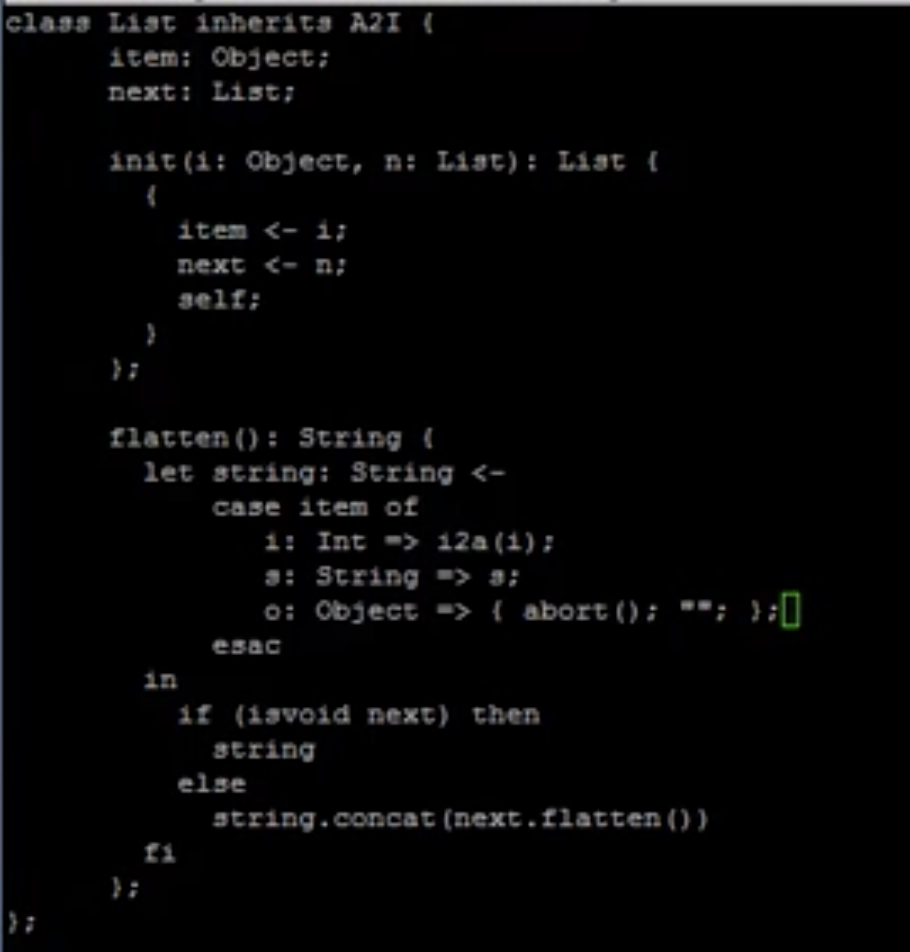 class List inherits A2I {
      item: Object;
      next: List;

      init(i: Object, n: List): List {
        {
          item <- i;
          next <- n;
          self;
        }
      };

      flatten(): String {
        let string: String <-
            case item of
               i: Int => i2a(i);
               s: String => s;
               o: Object => { abort(); ""; };
            esac
        in
          if (isvoid next) then
            string
          else
            string.concat(next.flatten())
        fi
      };
};